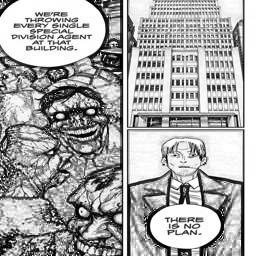 WE'RE
THROWING
EVERY SINGLE
SPECIAL
DIVISION AGENT
AT THAT
BUILDING.
THERE
IS NO
PLAN.